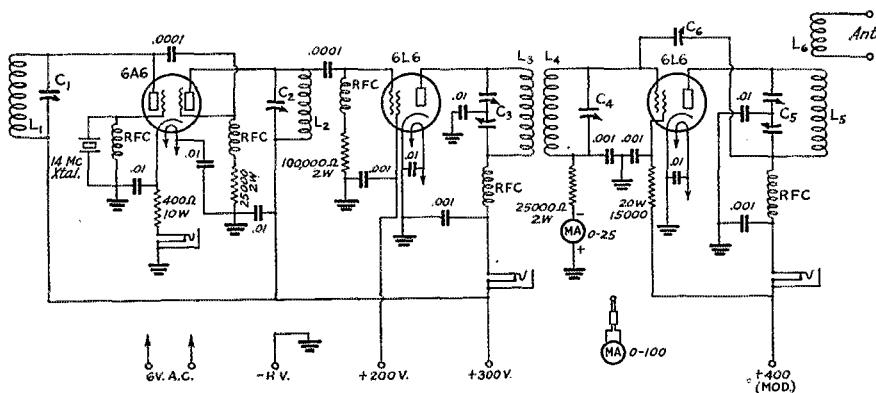 .0001
6A6
C1
L1
RFC
14 Mc
Xtal.
.01
400Ω
10W
.01
RFC
25000
2W
.01
C2
L2
.0001
RFC
100,000Ω
2W
.001
6L6
.01
.001
.01
C3
L3
RFC
L4
C4
.001
.001
25000Ω
2W
-
MA
0-25
+
20W
15000
C6
6L6
.01
.01
C5
.001
RFC
L5
L6
Ant
MA
0-100
6V. A.C.
-H V.
+200V.
+300V.
+400
(MOD.)